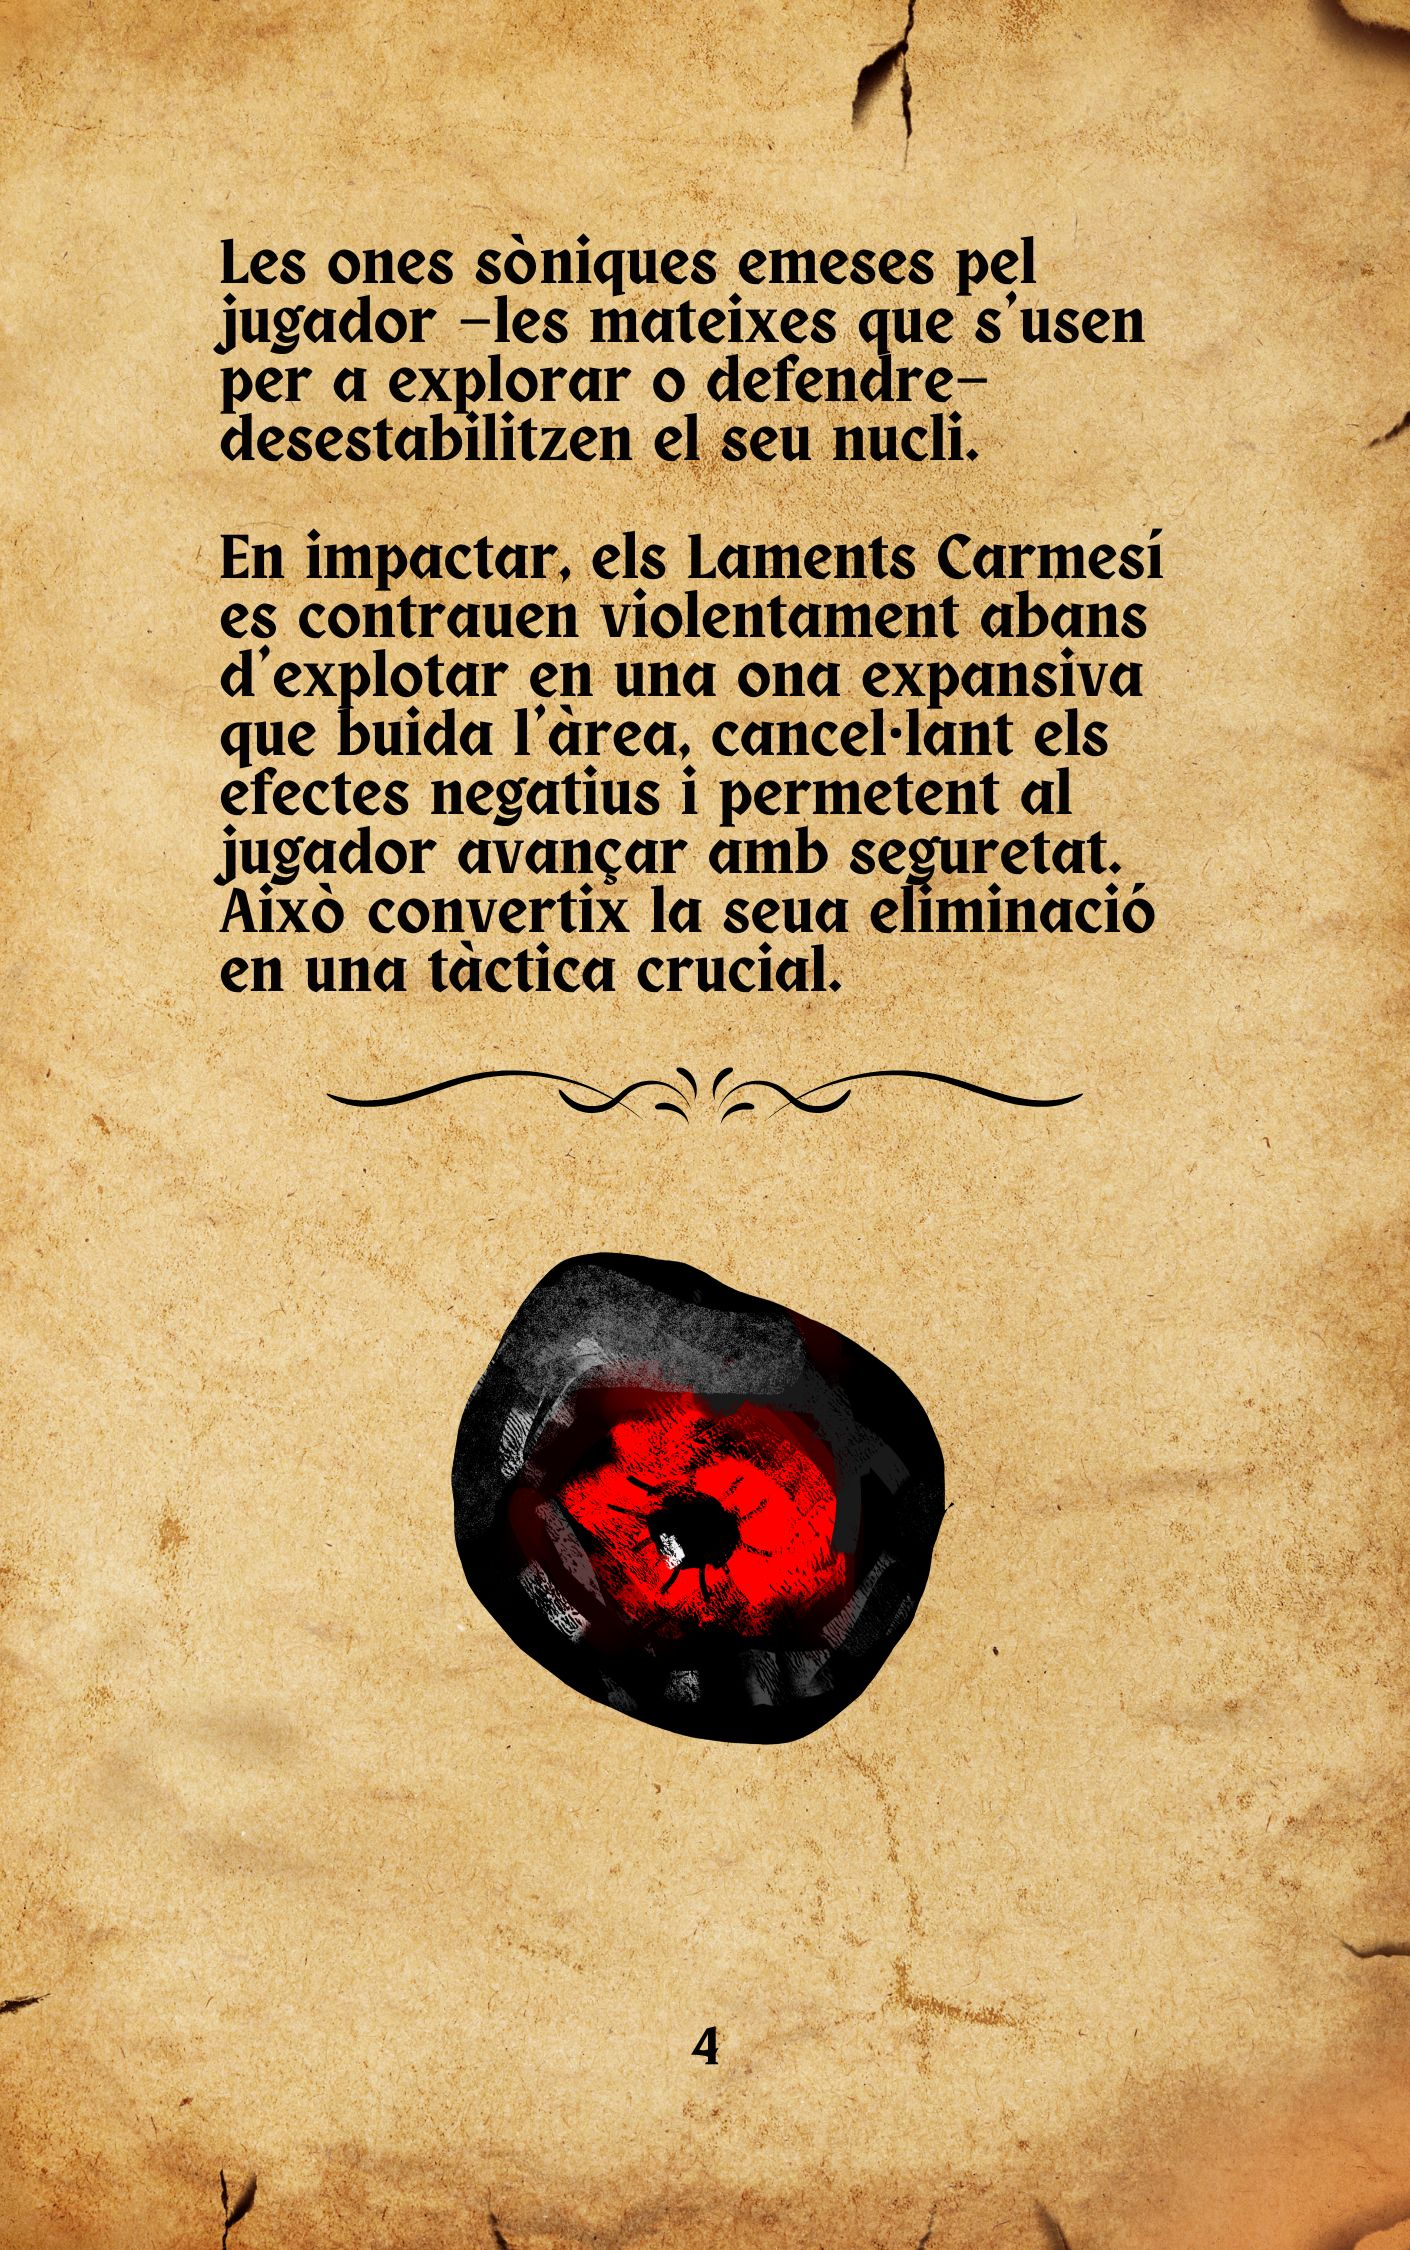 Les ones sòniques emeses pel
jugador –les mateixes que s’usen
per a explorar o defendre–
desestabilitzen el seu nucli.
En impactar, els Laments Carmesí
es contrauen violentament abans
d’explotar en una ona expansiva
que buida l’àrea, cancel·lant els
efectes negatius i permetent al
jugador avançar amb seguretat.
Això convertix la seua eliminació
en una tàctica crucial.
4